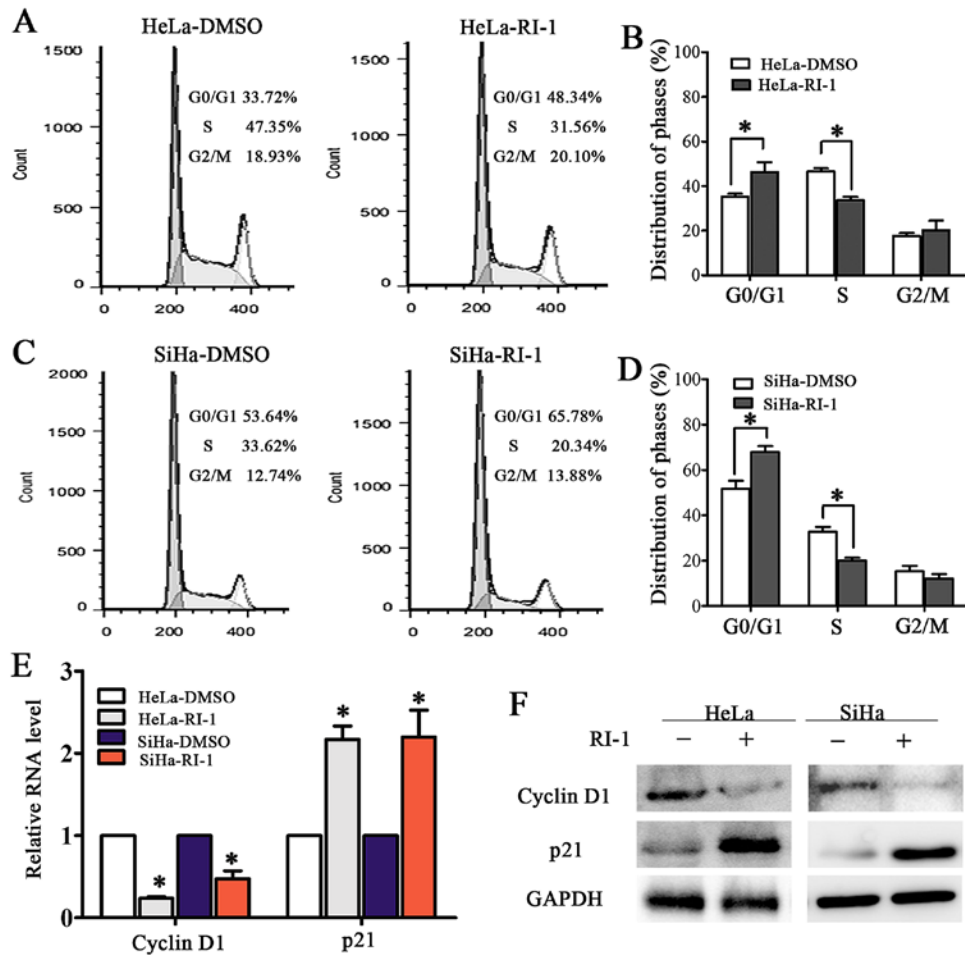 A
HeLa-DMSO
1500
1000
500
0
Count
0 200 400
G0/G1 33.72%
S 47.35%
G2/M 18.93%
HeLa-RI-1
1500
1000
500
0
Count
0 200 400
G0/G1 48.34%
S 31.56%
G2/M 20.10%
B
Distribution of phases (%)
100
80
60
40
20
0
HeLa-DMSO
HeLa-RI-1
* *
G0/G1 S G2/M
C
SiHa-DMSO
2000
1500
1000
500
0
Count
0 200 400
G0/G1 53.64%
S 33.62%
G2/M 12.74%
SiHa-RI-1
1500
1000
500
0
Count
0 200 400
G0/G1 65.78%
S 20.34%
G2/M 13.88%
D
Distribution of phases (%)
100
80
60
40
20
0
SiHa-DMSO
SiHa-RI-1
* *
G0/G1 S G2/M
E
Relative RNA level
3
2
1
0
HeLa-DMSO
HeLa-RI-1
SiHa-DMSO
SiHa-RI-1
* * * *
Cyclin D1 p21
F
HeLa SiHa
RI-1 − + − +
Cyclin D1
p21
GAPDH